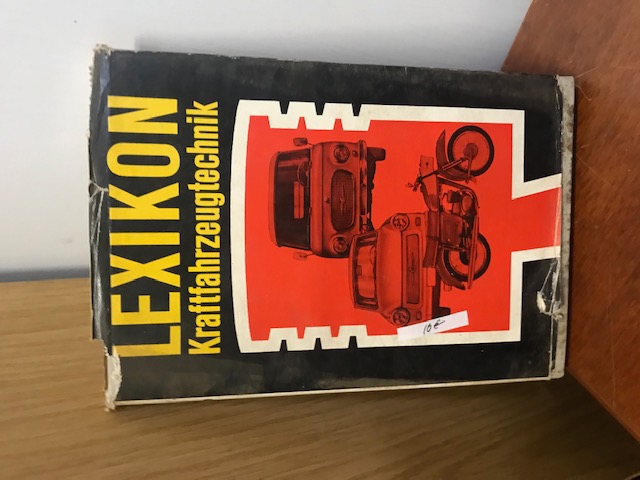 LEXIKON
Kraftfahrzeugtechnik
10€